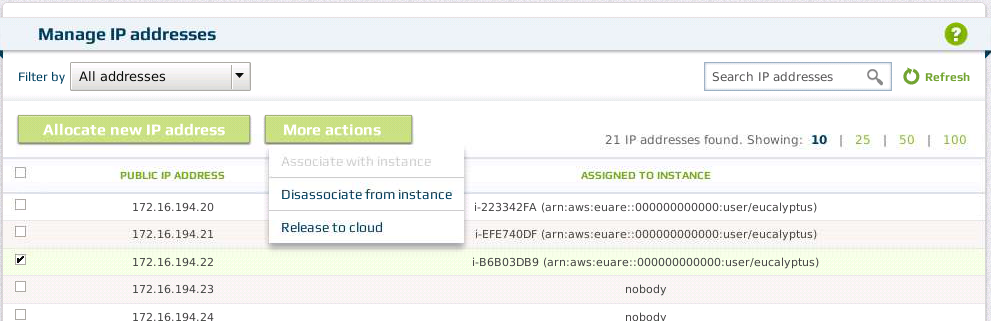 Manage IP addresses ?
Filter by All addresses Search IP addresses Refresh
Allocate new IP address More actions 21 IP addresses found. Showing: 10 | 25 | 50 | 100
Associate with instance
PUBLIC IP ADDRESS ASSIGNED TO INSTANCE
Disassociate from instance
172.16.194.20 i-223342FA (arn:aws:euare::000000000000:user/eucalyptus)
Release to cloud
172.16.194.21 i-EFE740DF (arn:aws:euare::000000000000:user/eucalyptus)
172.16.194.22 i-B6B03DB9 (arn:aws:euare::000000000000:user/eucalyptus)
172.16.194.23 nobody
172.16.194.24 nobody